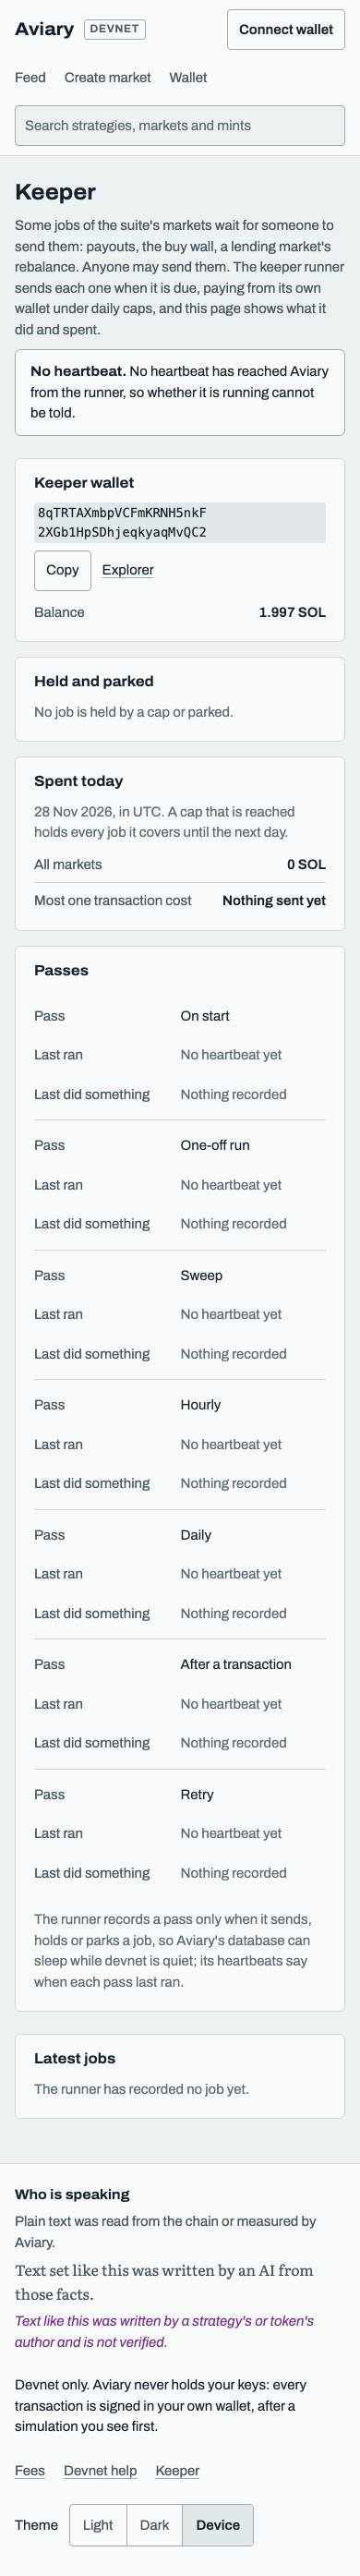 Aviary DEVNET Connect wallet
Feed Create market Wallet
Search strategies, markets and mints
Keeper
Some jobs of the suite's markets wait for someone to
send them: payouts, the buy wall, a lending market's
rebalance. Anyone may send them. The keeper runner
sends each one when it is due, paying from its own
wallet under daily caps, and this page shows what it
did and spent.
No heartbeat. No heartbeat has reached Aviary
from the runner, so whether it is running cannot
be told.
Keeper wallet
8qTRTAXmbpVCFmKRNH5nkF
2XGb1HpSDhjeqkyaqMvQC2
Copy Explorer
Balance 1.997 SOL
Held and parked
No job is held by a cap or parked.
Spent today
28 Nov 2026, in UTC. A cap that is reached
holds every job it covers until the next day.
All markets 0 SOL
Most one transaction cost Nothing sent yet
Passes
Pass On start
Last ran No heartbeat yet
Last did something Nothing recorded
Pass One-off run
Last ran No heartbeat yet
Last did something Nothing recorded
Pass Sweep
Last ran No heartbeat yet
Last did something Nothing recorded
Pass Hourly
Last ran No heartbeat yet
Last did something Nothing recorded
Pass Daily
Last ran No heartbeat yet
Last did something Nothing recorded
Pass After a transaction
Last ran No heartbeat yet
Last did something Nothing recorded
Pass Retry
Last ran No heartbeat yet
Last did something Nothing recorded
The runner records a pass only when it sends,
holds or parks a job, so Aviary's database can
sleep while devnet is quiet; its heartbeats say
when each pass last ran.
Latest jobs
The runner has recorded no job yet.
Who is speaking
Plain text was read from the chain or measured by
Aviary.
Text set like this was written by an AI from
those facts.
Text like this was written by a strategy's or token's
author and is not verified.
Devnet only. Aviary never holds your keys: every
transaction is signed in your own wallet, after a
simulation you see first.
Fees Devnet help Keeper
Theme Light Dark Device